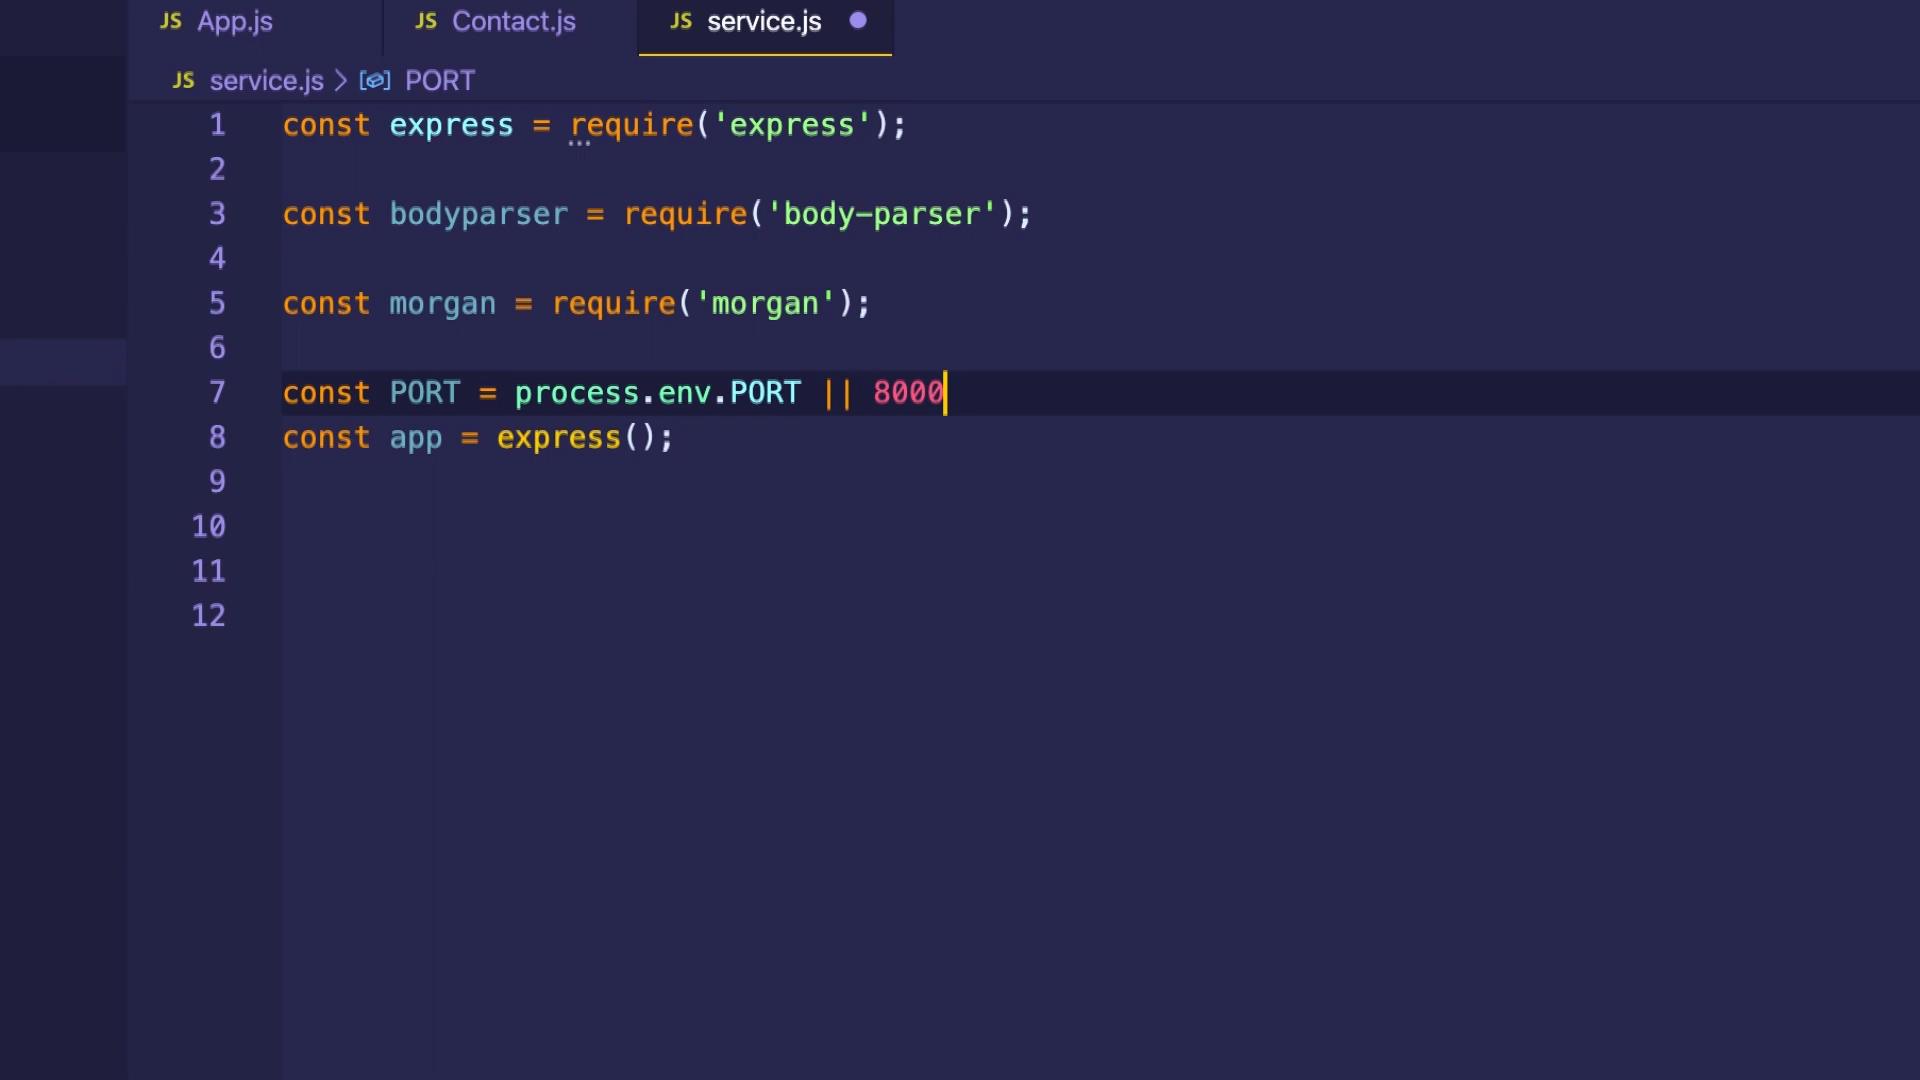 JS App.js JS Contact.js JS service.js
JS service.js > PORT
1 const express = require('express');
2
3 const bodyparser = require('body-parser');
4
5 const morgan = require('morgan');
6
7 const PORT = process.env.PORT || 8000
8 const app = express();
9
10
11
12